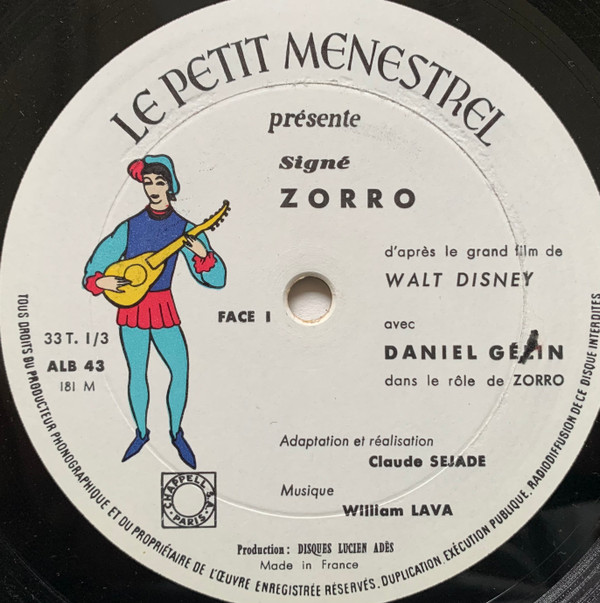 LE PETIT MENESTREL
présente
Signé
ZORRO
d'après le grand film de
WALT DISNEY
FACE I
avec
33 T. 1/3
DANIEL GÉLIN
ALB 43
dans le rôle de ZORRO
181 M
Adaptation et réalisation
Claude SEJADE
Musique
William LAVA
CHAPPELL S.A.
PARIS
Production : DISQUES LUCIEN ADÈS
Made in France
TOUS DROITS DU PRODUCTEUR PHONOGRAPHIQUE ET DU PROPRIÉTAIRE DE L'ŒUVRE ENREGISTRÉE RÉSERVÉS. DUPLICATION, EXÉCUTION PUBLIQUE, RADIODIFFUSION DE CE DISQUE INTERDITES